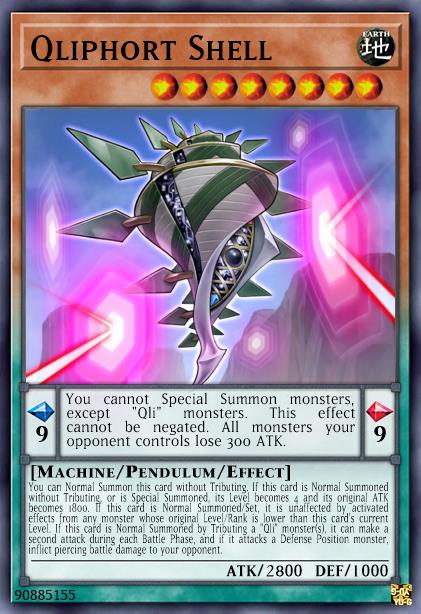 QLIPHORT SHELL
EARTH
地
9
You cannot Special Summon monsters,
except "Qli" monsters. This effect
cannot be negated. All monsters your
opponent controls lose 300 ATK.
9
[MACHINE/PENDULUM/EFFECT]
You can Normal Summon this card without Tributing. If this card is Normal Summoned
without Tributing, or is Special Summoned, its Level becomes 4 and its original ATK
becomes 1800. If this card is Normal Summoned/Set, it is unaffected by activated
effects from any monster whose original Level/Rank is lower than this card's current
Level. If this card is Normal Summoned by Tributing a "Qli" monster(s), it can make a
second attack during each Battle Phase, and if it attacks a Defense Position monster,
inflict piercing battle damage to your opponent.
ATK/2800 DEF/1000
90885155